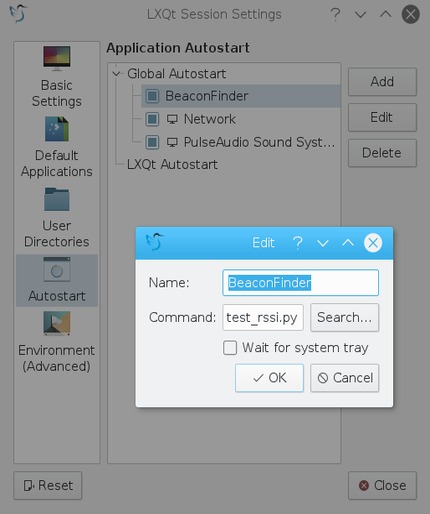 LXQt Session Settings
Basic
Settings
Default
Applications
User
Directories
Autostart
Environment
(Advanced)
Application Autostart
Global Autostart
BeaconFinder
Network
PulseAudio Sound Syst...
LXQt Autostart
Add
Edit
Delete
Edit
Name: BeaconFinder
Command: test_rssi.py Search...
Wait for system tray
OK Cancel
Reset Close